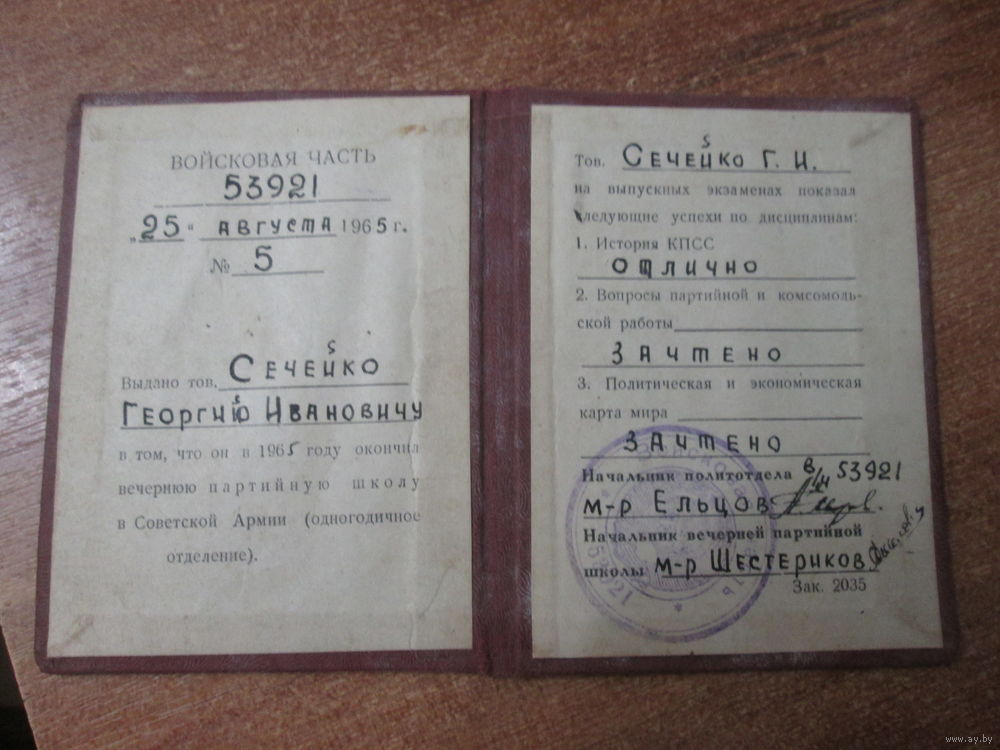 ВОЙСКОВАЯ ЧАСТЬ
53921
„25“ АВГУСТА 1965 г.
№ 5
Выдано тов. СЕЧЕЙКО
ГЕОРГИЮ ИВАНОВИЧУ
в том, что он в 1965 году окончил
вечернюю партийную школу
в Советской Армии (одногодичное
отделение).
Тов. СЕЧЕЙКО Г. И.
на выпускных экзаменах показал
следующие успехи по дисциплинам:
1. История КПСС
ОТЛИЧНО
2. Вопросы партийной и комсомоль-
ской работы
ЗАЧТЕНО
3. Политическая и экономическая
карта мира
ЗАЧТЕНО
Начальник политотдела в/ч 53921
М-Р ЕЛЬЦОВ
Начальник вечерней партийной
школы М-Р ШЕСТЕРИКОВ
Зак. 2035
53921
www.ay.by